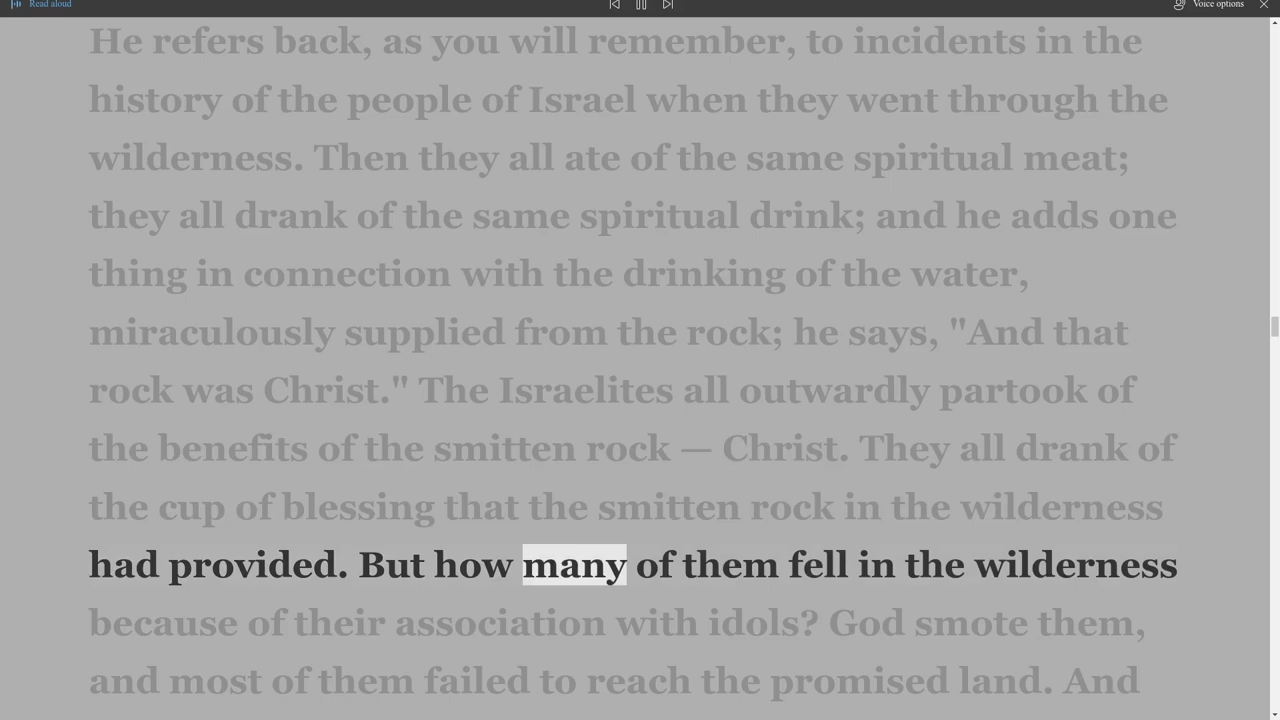 Read aloud
Voice options
He refers back, as you will remember, to incidents in the
history of the people of Israel when they went through the
wilderness. Then they all ate of the same spiritual meat;
they all drank of the same spiritual drink; and he adds one
thing in connection with the drinking of the water,
miraculously supplied from the rock; he says, "And that
rock was Christ." The Israelites all outwardly partook of
the benefits of the smitten rock — Christ. They all drank of
the cup of blessing that the smitten rock in the wilderness
had provided. But how many of them fell in the wilderness
because of their association with idols? God smote them,
and most of them failed to reach the promised land. And